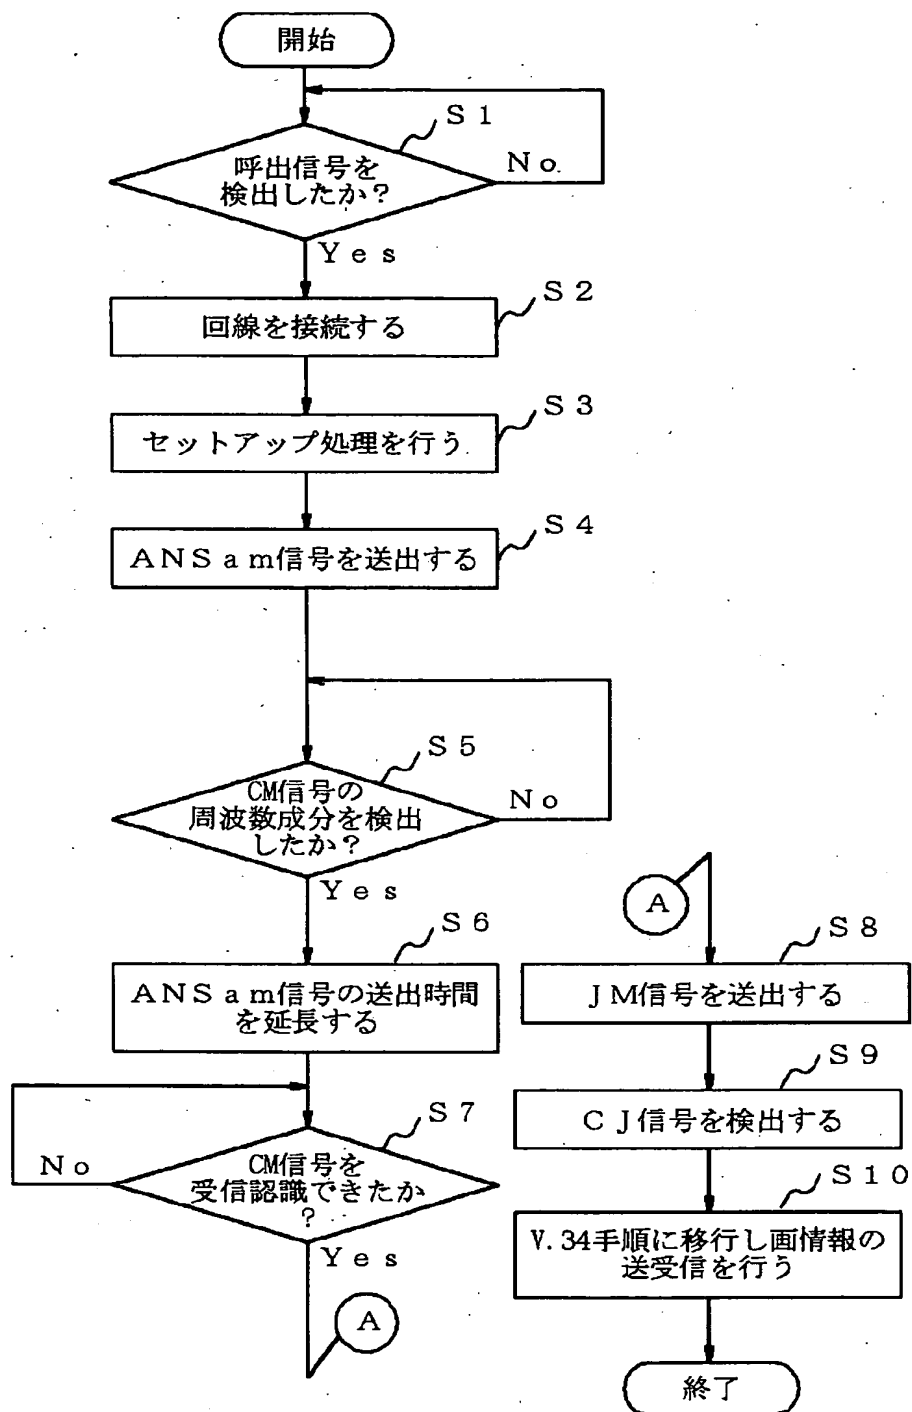 開始
S1
呼出信号を
検出したか?
No
Yes
S2
回線を接続する
S3
セットアップ処理を行う
S4
ANSam信号を送出する
S5
CM信号の
周波数成分を検出
したか?
No
Yes
S6
ANSam信号の送出時間
を延長する
S7
CM信号を
受信認識できたか
?
No
Yes
A
A
S8
JM信号を送出する
S9
CJ信号を検出する
S10
V.34手順に移行し画情報の
送受信を行う
終了